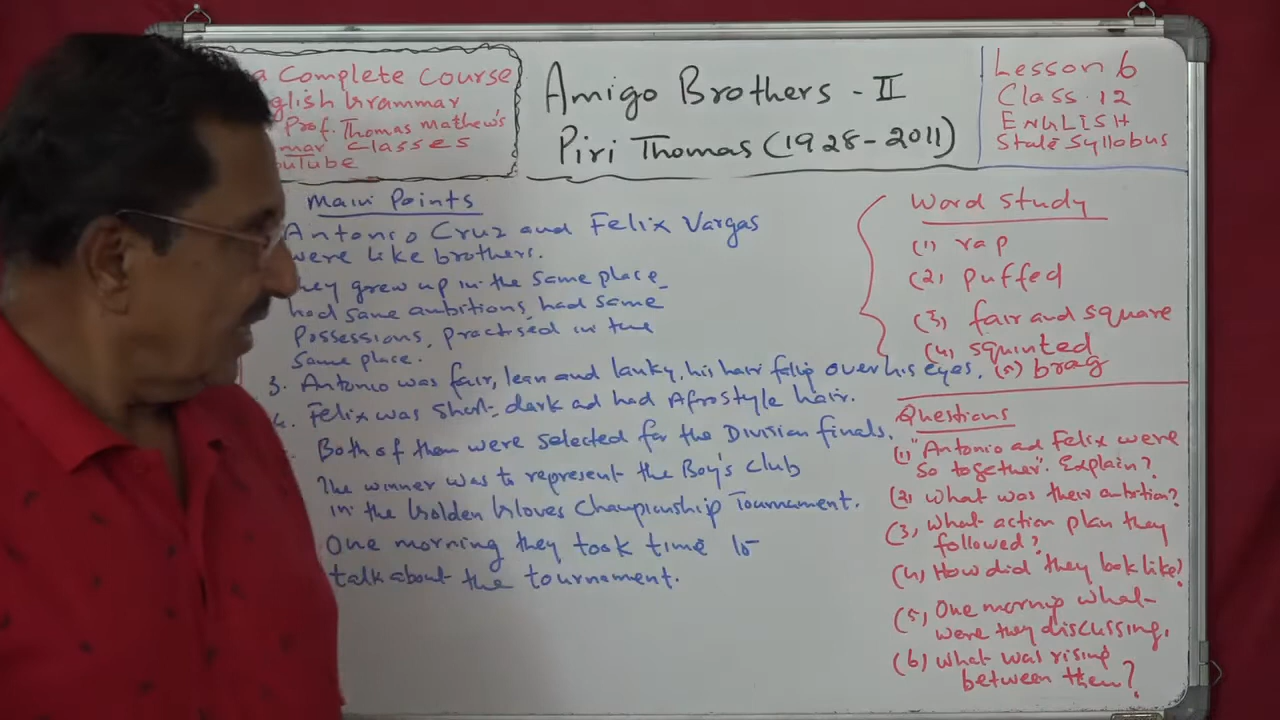 a Complete Course
glish Grammar
Prof. Thomas Mathew's
mar Classes
uTube
Amigo Brothers - II
Piri Thomas (1928-2011)
Lesson 6
Class 12
ENGLISH
State Syllobus
Main Points
Antonio Cruz and Felix Vargas
were like brothers.
hey grew up in the same place
had same ambitions, had same
possessions, practised in the
same place.
3. Antonio was fair, lean and lanky, his hair falip over his eyes.
4. Felix was short, dark ad had Afrostyle hair.
Both of them were selected for the Division finals.
The winner was to represent the Boy's Club
in the Golden Gloves Championship Tournament.
One morning they took time to
talk about the tournament.
Word Study
(1) rap
(2) puffed
(3) fair and square
(4) squinted
(5) brag
Questions
(1) "Antonio ad Felix were
so together". Explain?
(2) What was their ambition?
(3) What action plan they
followed?
(4) How did they look like?
(5) One mornip what
were they discussing.
(6) what was rising
between them?